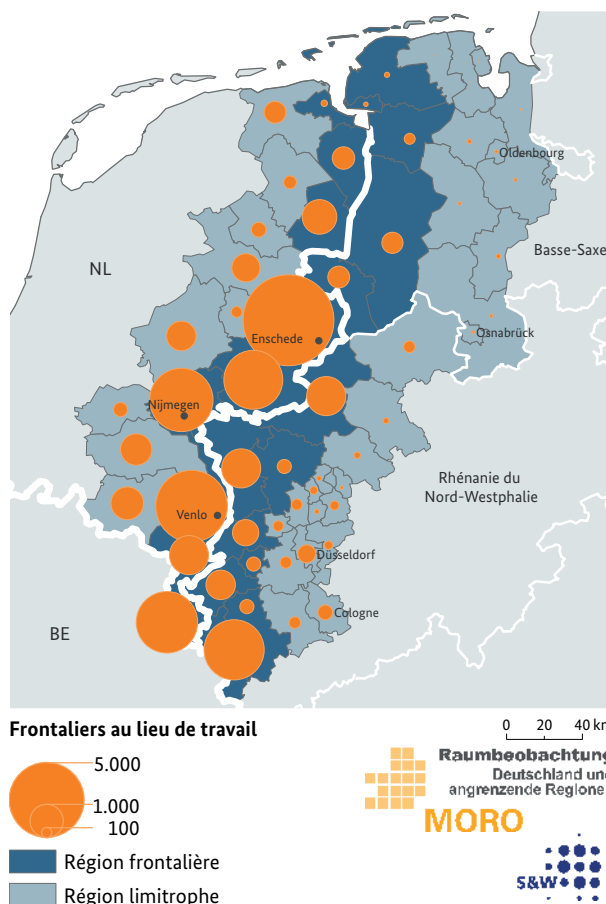 Oldenbourg
Basse-Saxe
NL
Enschede
Osnabrück
Nijmegen
Rhénanie du
Nord-Westphalie
Venlo
Düsseldorf
Cologne
BE
Frontaliers au lieu de travail
0 20 40 km
5.000
1.000
100
Raumbeobachtung
Deutschland und
angrenzende Regione
MORO
Région frontalière
Région limitrophe
S&W